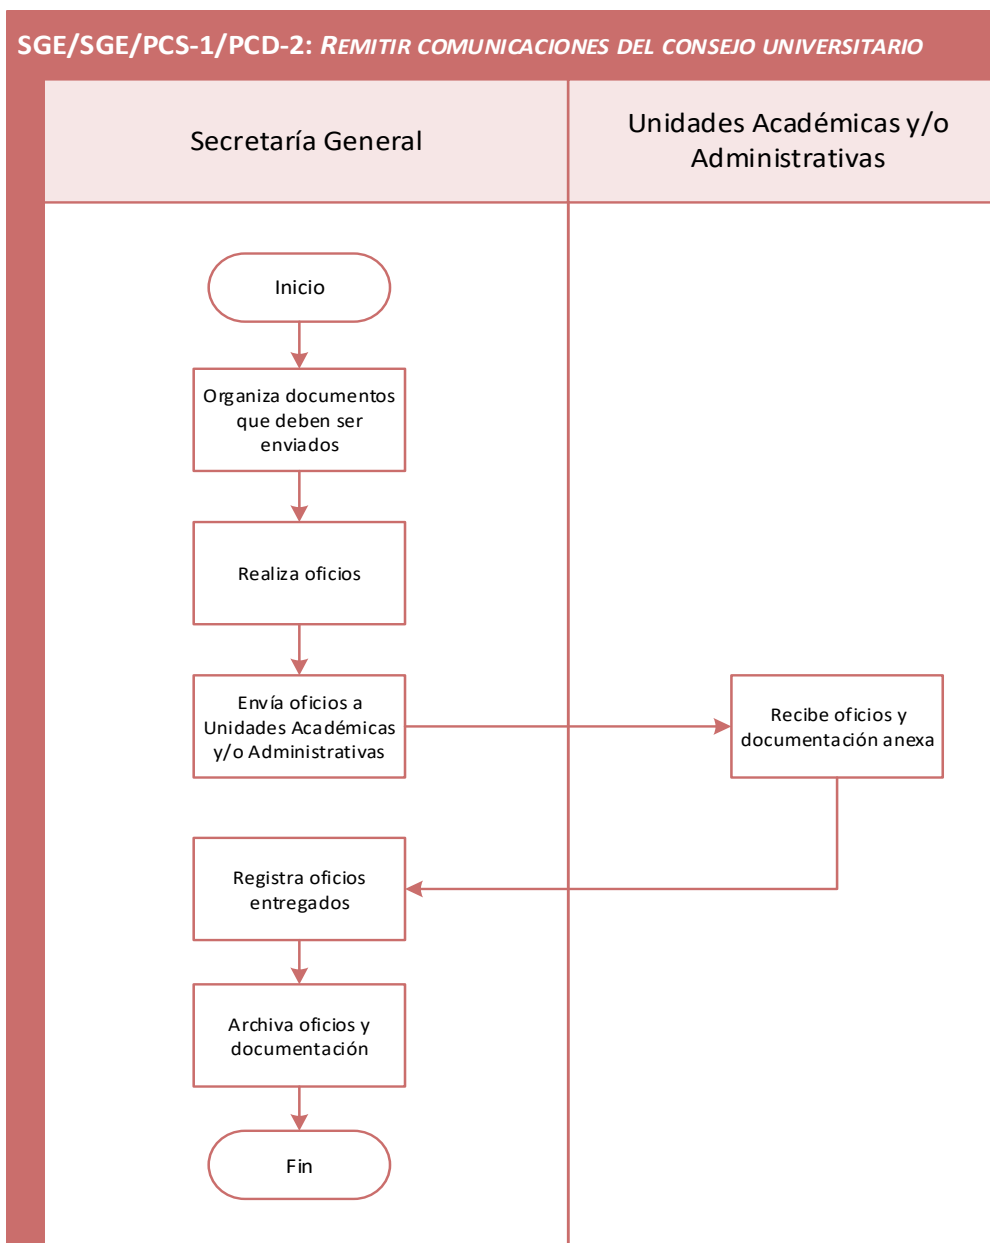 SGE/SGE/PCS-1/PCD-2: REMITIR COMUNICACIONES DEL CONSEJO UNIVERSITARIO
Secretaría General
Unidades Académicas y/o
Administrativas
Inicio
Organiza documentos
que deben ser
enviados
Realiza oficios
Envía oficios a
Unidades Académicas
y/o Administrativas
Recibe oficios y
documentación anexa
Registra oficios
entregados
Archiva oficios y
documentación
Fin